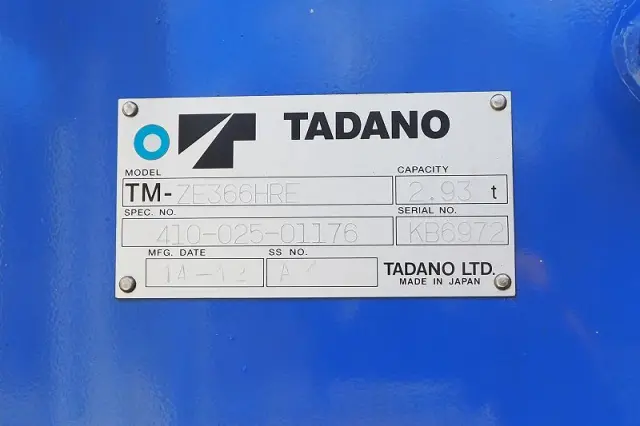 TADANO
MODEL CAPACITY
TM-ZE366HRE 2.93 t
SPEC. NO. SERIAL NO.
410-025-01176 KB6972
MFG. DATE SS NO.
TADANO LTD.
MADE IN JAPAN